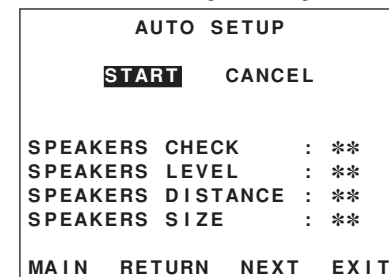 AUTO SETUP
START CANCEL
SPEAKERS CHECK : **
SPEAKERS LEVEL : **
SPEAKERS DISTANCE : **
SPEAKERS SIZE : **
MAIN RETURN NEXT EXIT